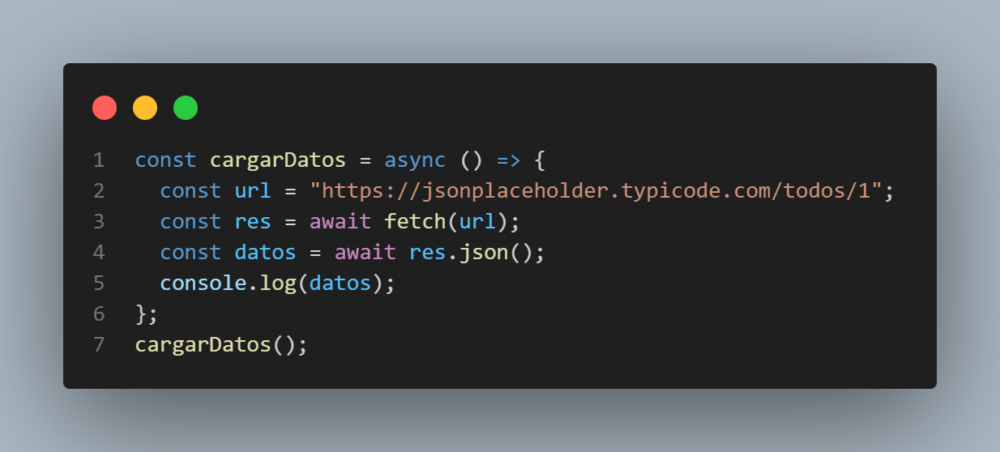 1 const cargarDatos = async () => {
2   const url = "https://jsonplaceholder.typicode.com/todos/1";
3   const res = await fetch(url);
4   const datos = await res.json();
5   console.log(datos);
6 };
7 cargarDatos();